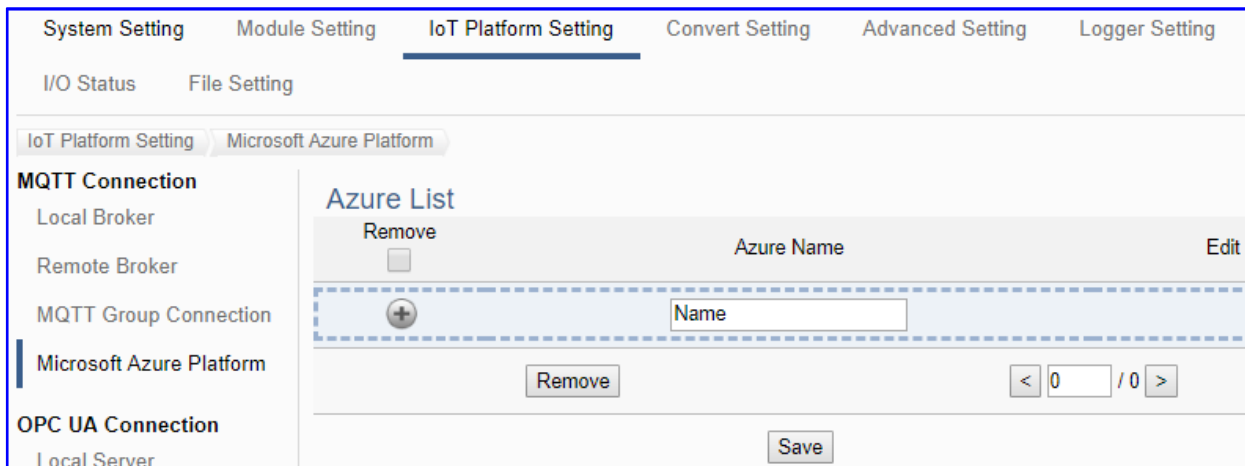 System Setting Module Setting IoT Platform Setting Convert Setting Advanced Setting Logger Setting
I/O Status File Setting
IoT Platform Setting Microsoft Azure Platform
MQTT Connection
Local Broker
Remote Broker
MQTT Group Connection
Microsoft Azure Platform
OPC UA Connection
Local Server
Azure List
Remove Azure Name Edit
Name
Remove < 0 / 0 >
Save